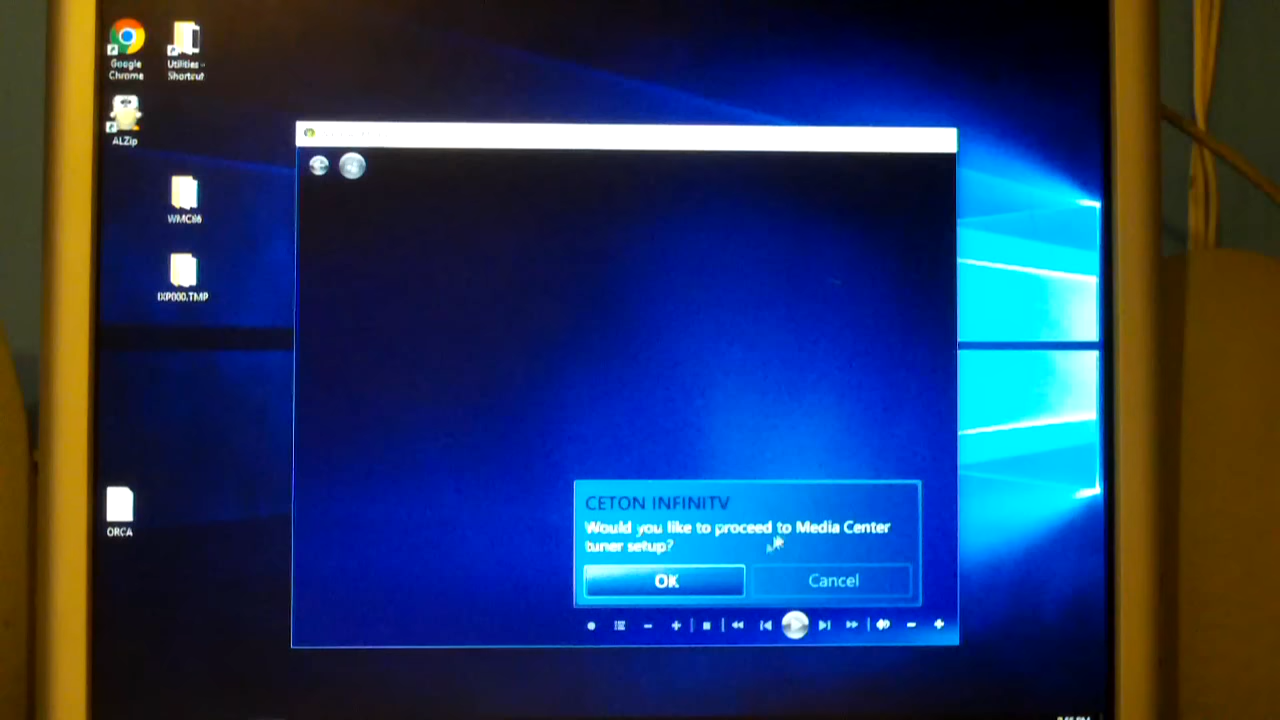 Google
Chrome
Utilities -
Shortcut
ALZip
WMC86
IXP000.TMP
ORCA
CETON INFINITV
Would you like to proceed to Media Center
tuner setup?
OK
Cancel